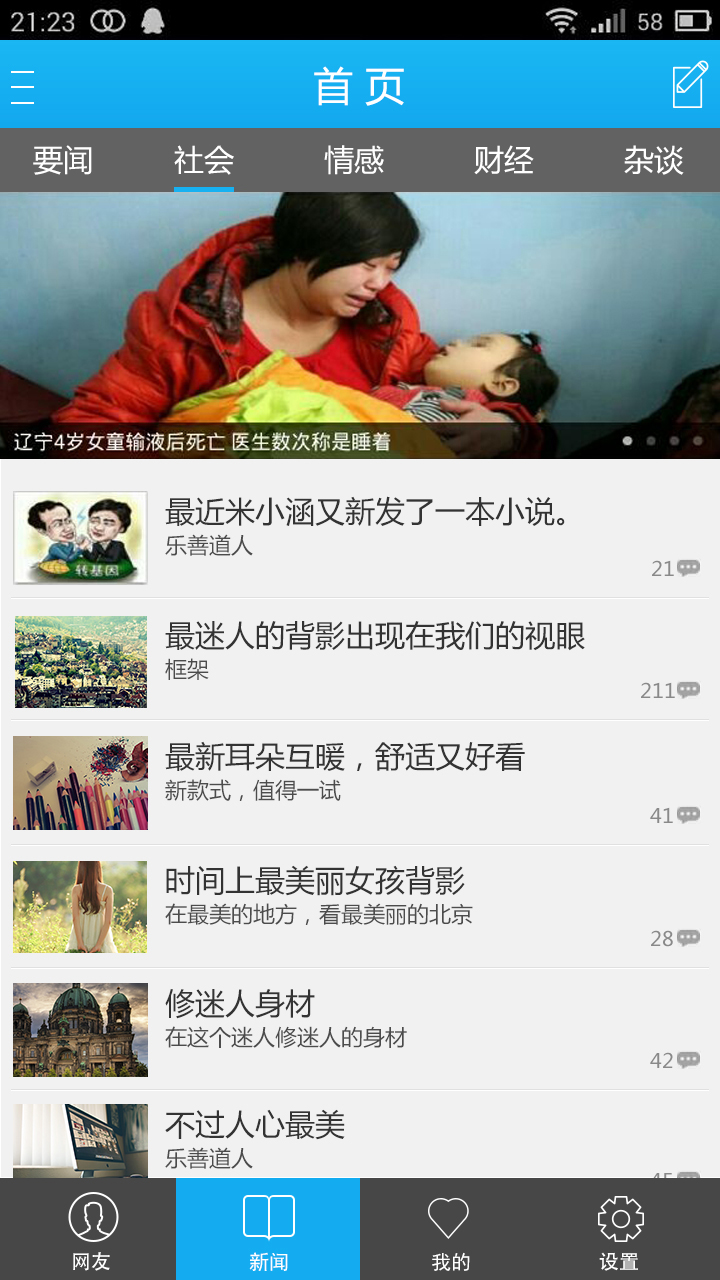 21:23
58
首页
要闻 社会 情感 财经 杂谈
辽宁4岁女童输液后死亡 医生数次称是睡着
转基因
最近米小涵又新发了一本小说。
乐善道人
21
最迷人的背影出现在我们的视眼
框架
211
最新耳朵互暖，舒适又好看
新款式，值得一试
41
时间上最美丽女孩背影
在最美的地方，看最美丽的北京
28
修迷人身材
在这个迷人修迷人的身材
42
不过人心最美
乐善道人
网友 新闻 我的 设置